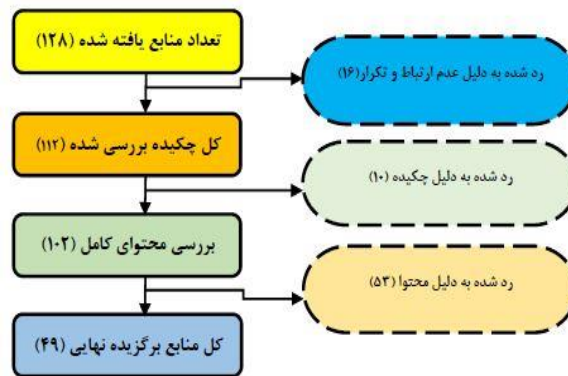 تعداد منابع یافته شده (۱۲۸)
رد شده به دلیل عدم ارتباط و تکرار(۱۶)
کل چکیده بررسی شده (۱۱۲)
رد شده به دلیل چکیده (۱۰)
بررسی محتوای کامل (۱۰۲)
رد شده به دلیل محتوا (۵۳)
کل منابع برگزیده نهایی (۴۹)